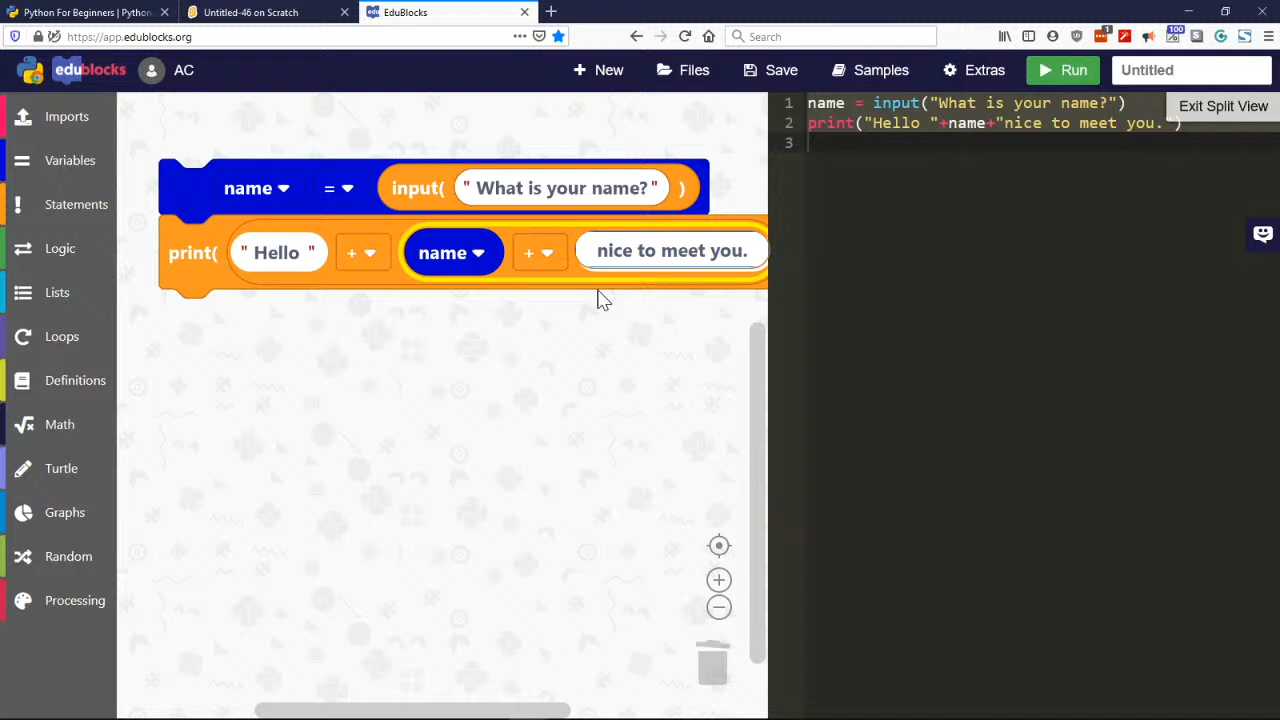 Python For Beginners | Python.
Untitled-46 on Scratch
EduBlocks
https://app.edublocks.org
Search
100
1
edublocks
AC
New
Files
Save
Samples
Extras
Run
Untitled
Imports
Variables
Statements
Logic
Lists
Loops
Definitions
Math
Turtle
Graphs
Random
Processing
name = input( " What is your name? " )
print( " Hello " + name + nice to meet you.
1 name = input("What is your name?")
2 print("Hello "+name+"nice to meet you.")
3
Exit Split View